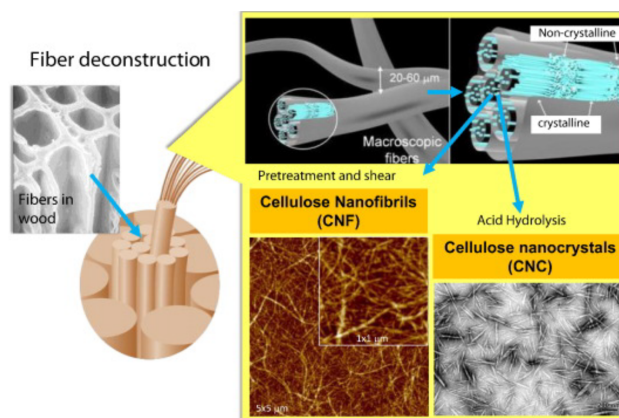 Fiber deconstruction
Fibers in
wood
20-60 μm
Macroscopic
fibers
Non-crystalline
crystalline
Pretreatment and shear
Cellulose Nanofibrils
(CNF)
1x1 μm
5x5 μm
Acid Hydrolysis
Cellulose nanocrystals
(CNC)